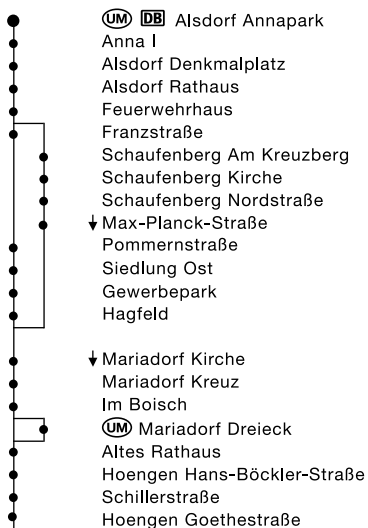 UM DB Alsdorf Annapark
Anna I
Alsdorf Denkmalplatz
Alsdorf Rathaus
Feuerwehrhaus
Franzstraße
Schaufenberg Am Kreuzberg
Schaufenberg Kirche
Schaufenberg Nordstraße
↓ Max-Planck-Straße
Pommernstraße
Siedlung Ost
Gewerbepark
Hagfeld
↓ Mariadorf Kirche
Mariadorf Kreuz
Im Boisch
UM Mariadorf Dreieck
Altes Rathaus
Hoengen Hans-Böckler-Straße
Schillerstraße
Hoengen Goethestraße